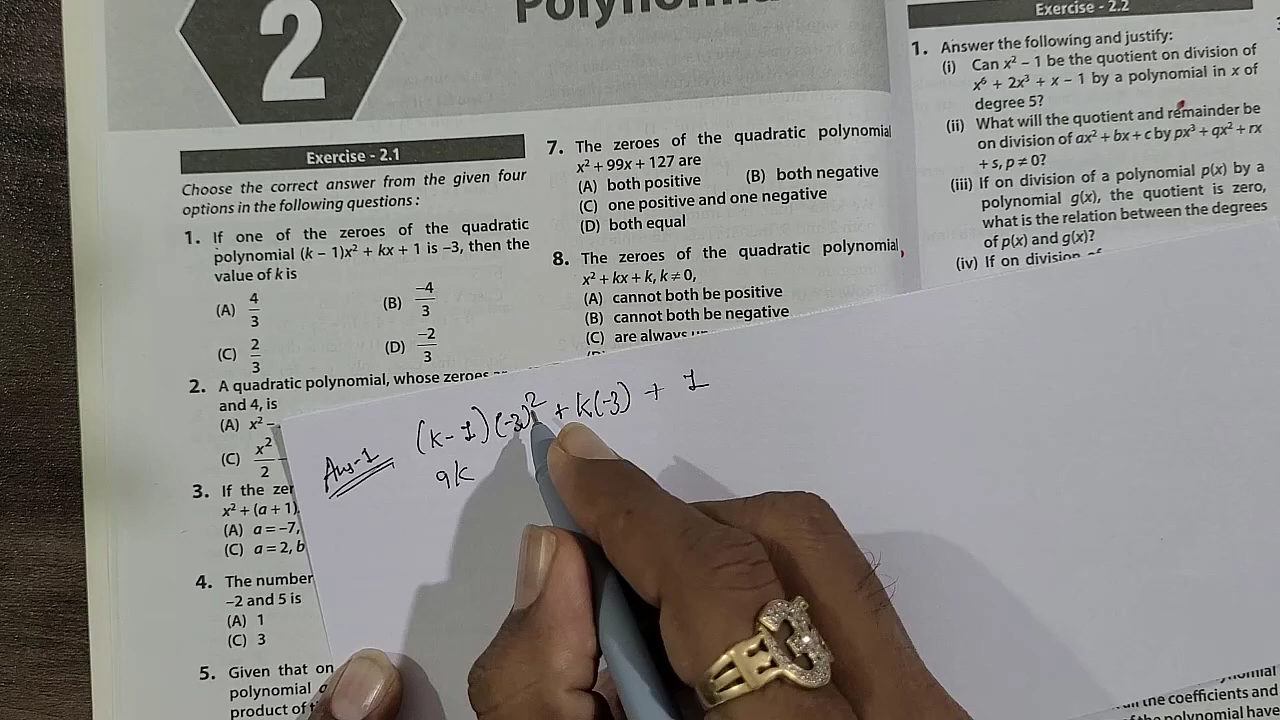 2
Exercise - 2.1
Choose the correct answer from the given four
options in the following questions :
1. If one of the zeroes of the quadratic
polynomial (k – 1)x² + kx + 1 is –3, then the
value of k is
(A) 4/3 (B) –4/3
(C) 2/3 (D) –2/3
2. A quadratic polynomial, whose zeroes
and 4, is
(A) x² –
(C) x²/2 –
3. If the zer
x² + (a + 1)
(A) a = –7,
(C) a = 2, b
4. The number
–2 and 5 is
(A) 1
(C) 3
5. Given that on
polynomial
product of
7. The zeroes of the quadratic polynomial
x² + 99x + 127 are
(A) both positive (B) both negative
(C) one positive and one negative
(D) both equal
8. The zeroes of the quadratic polynomial
x² + kx + k, k ≠ 0,
(A) cannot both be positive
(B) cannot both be negative
(C) are always
Exercise - 2.2
1. Answer the following and justify:
(i) Can x² – 1 be the quotient on division of
x⁶ + 2x³ + x – 1 by a polynomial in x of
degree 5?
(ii) What will the quotient and remainder be
on division of ax² + bx + c by px³ + qx² + rx
+ s, p ≠ 0?
(iii) If on division of a polynomial p(x) by a
polynomial g(x), the quotient is zero,
what is the relation between the degrees
of p(x) and g(x)?
(iv) If on division
Ans-1 (k-1)(-3)² + k(-3) + 1
9k
the coefficients and
polynomial have